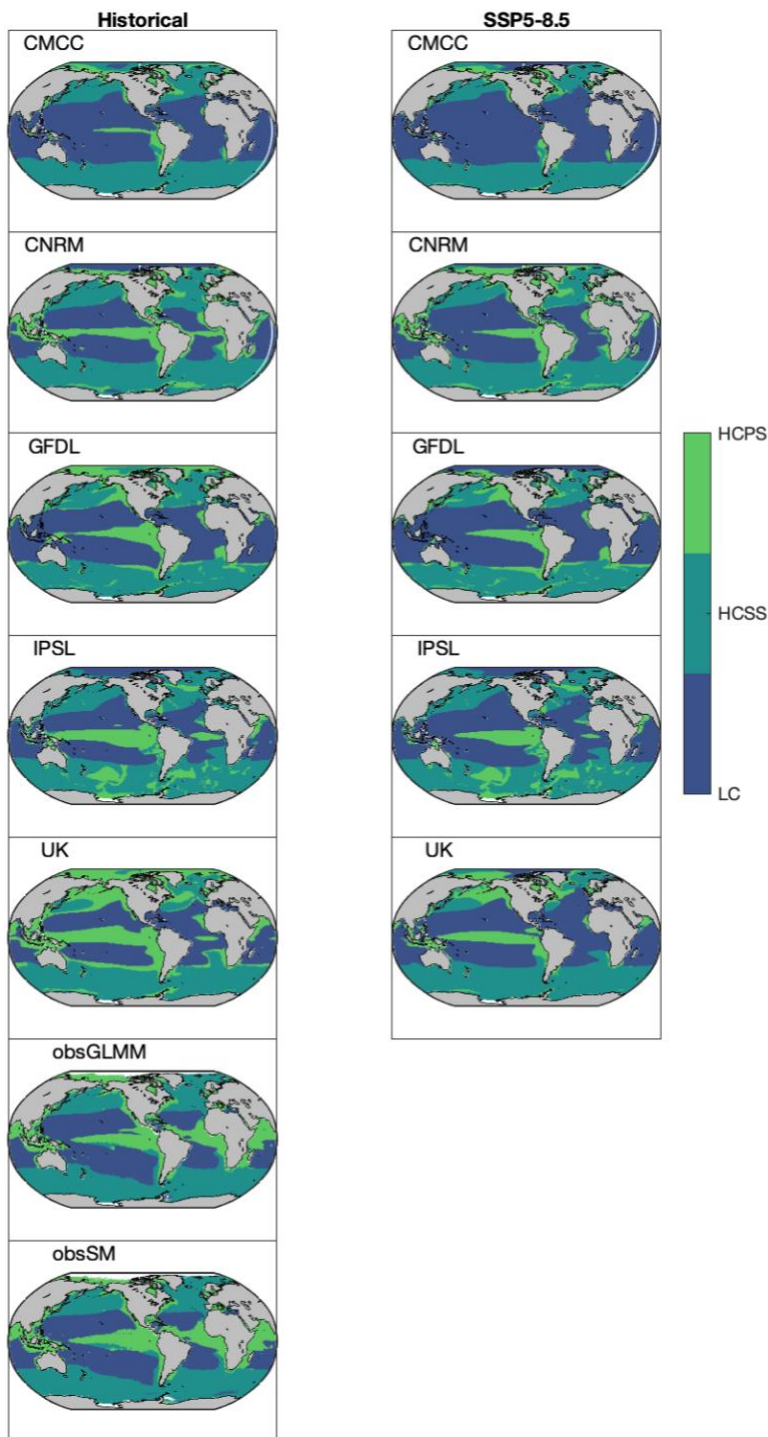 Historical
SSP5-8.5
CMCC
CMCC
CNRM
CNRM
GFDL
GFDL
HCPS
HCSS
LC
IPSL
IPSL
UK
UK
obsGLMM
obsSM